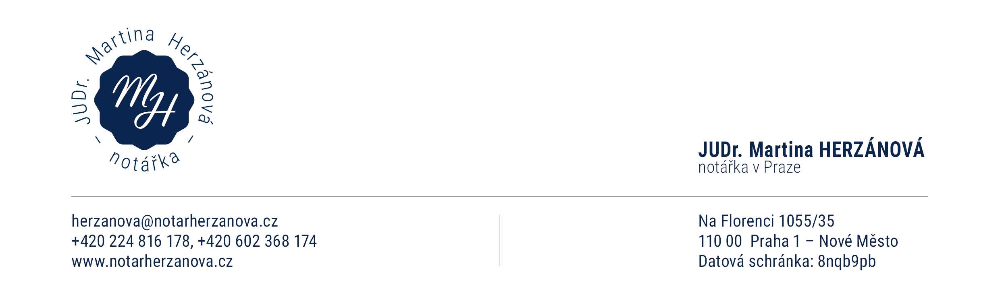 JUDr. Martina Herzánová
– notářka –
MH
JUDr. Martina HERZÁNOVÁ
notářka v Praze
herzanova@notarherzanova.cz
+420 224 816 178, +420 602 368 174
www.notarherzanova.cz
Na Florenci 1055/35
110 00  Praha 1 – Nové Město
Datová schránka: 8nqb9pb